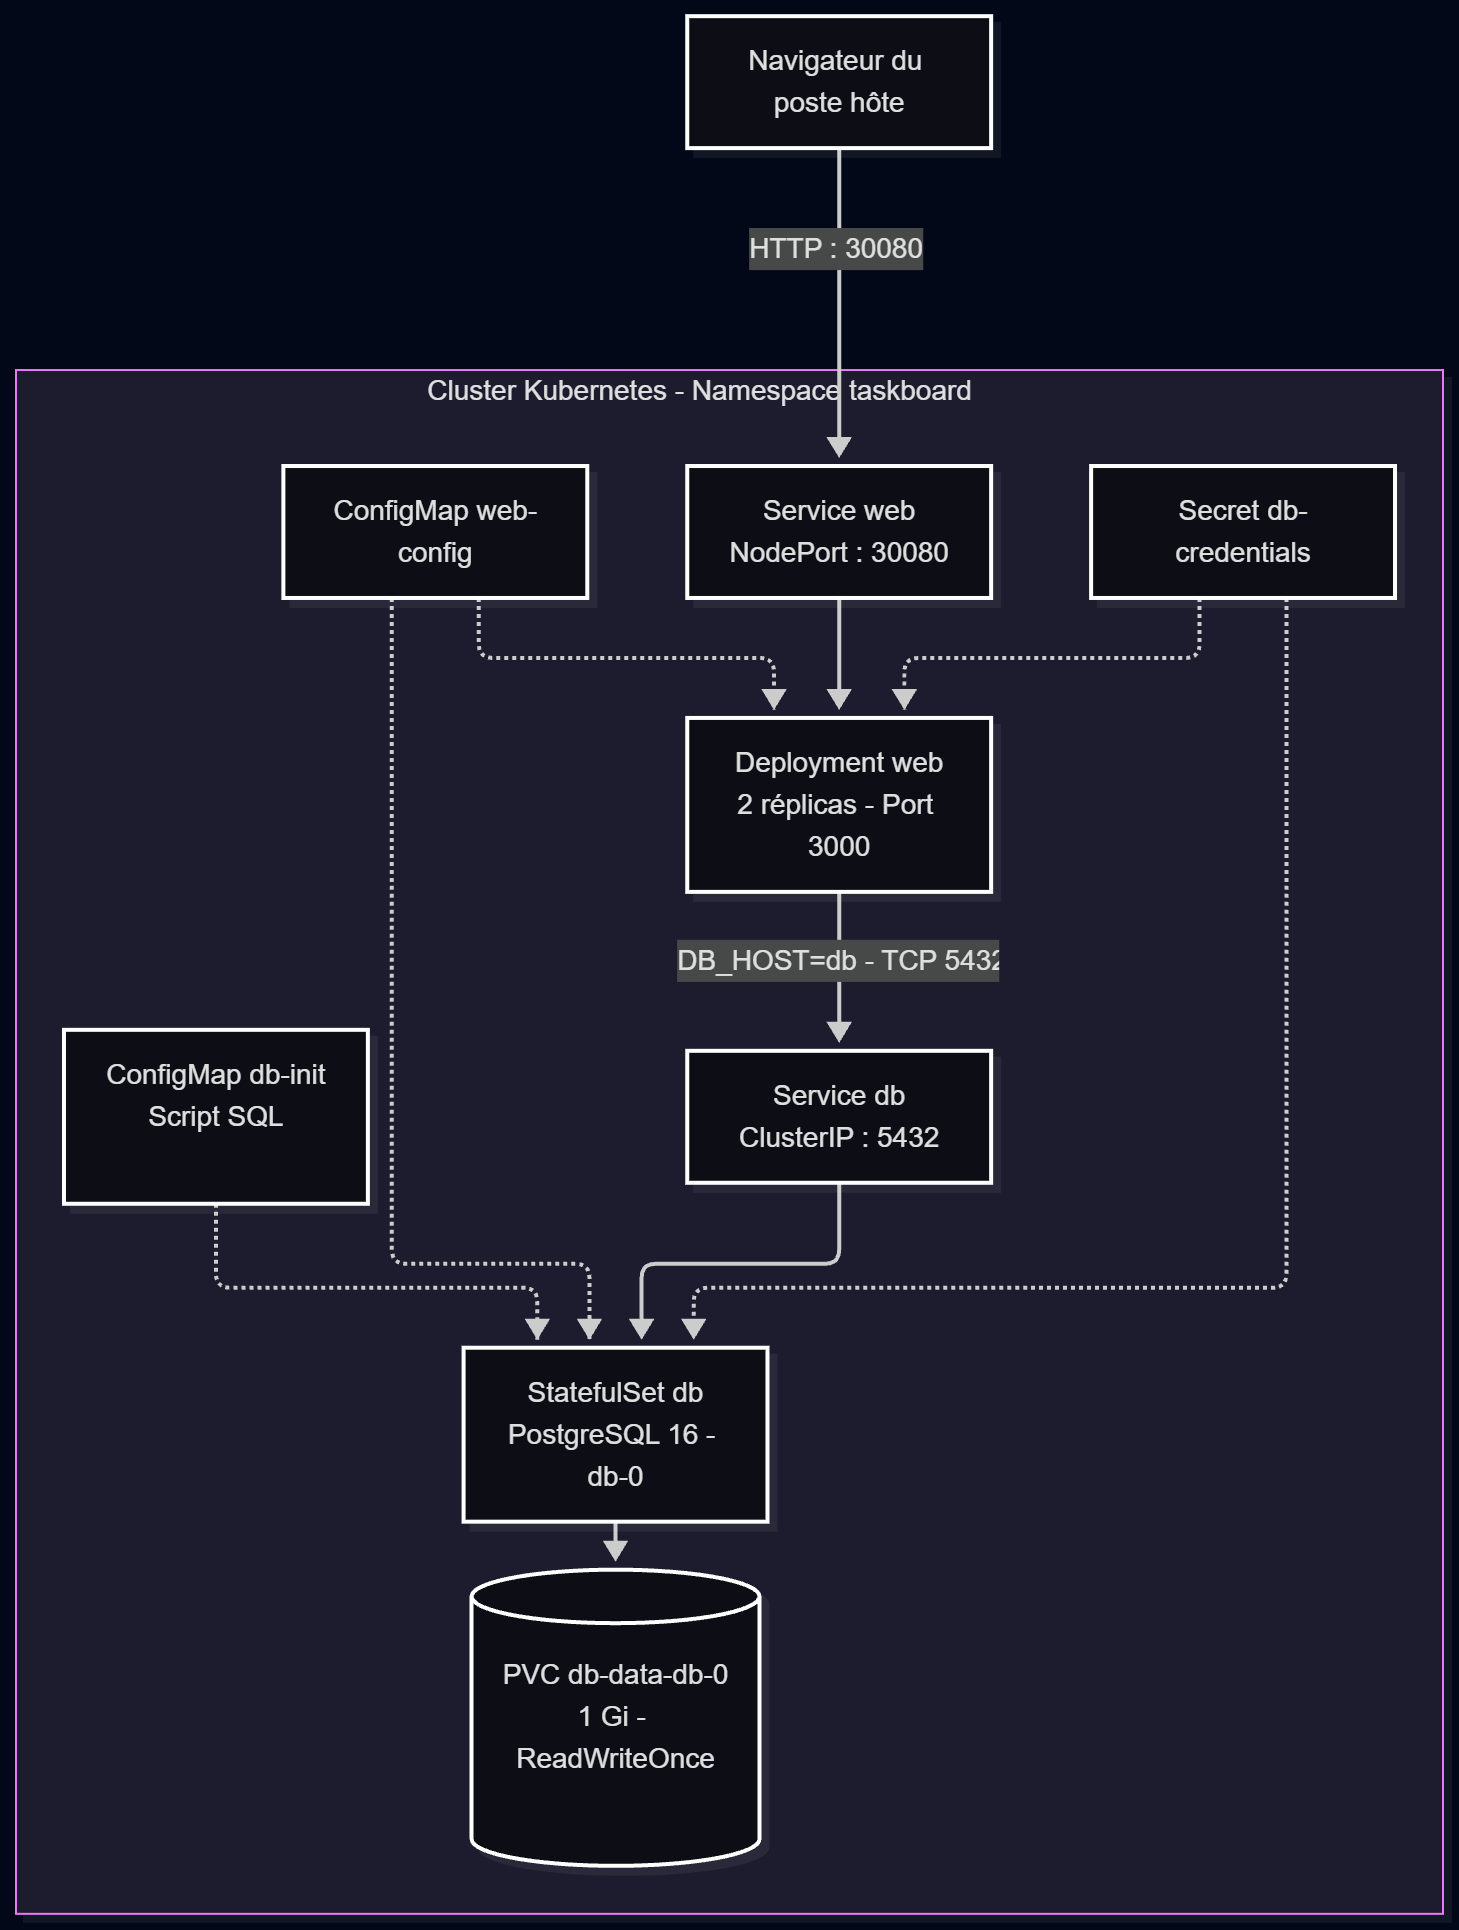 Navigateur du
poste hôte
HTTP : 30080
Cluster Kubernetes - Namespace taskboard
ConfigMap web-
config
Service web
NodePort : 30080
Secret db-
credentials
Deployment web
2 réplicas - Port
3000
DB_HOST=db - TCP 5432
ConfigMap db-init
Script SQL
Service db
ClusterIP : 5432
StatefulSet db
PostgreSQL 16 -
db-0
PVC db-data-db-0
1 Gi -
ReadWriteOnce